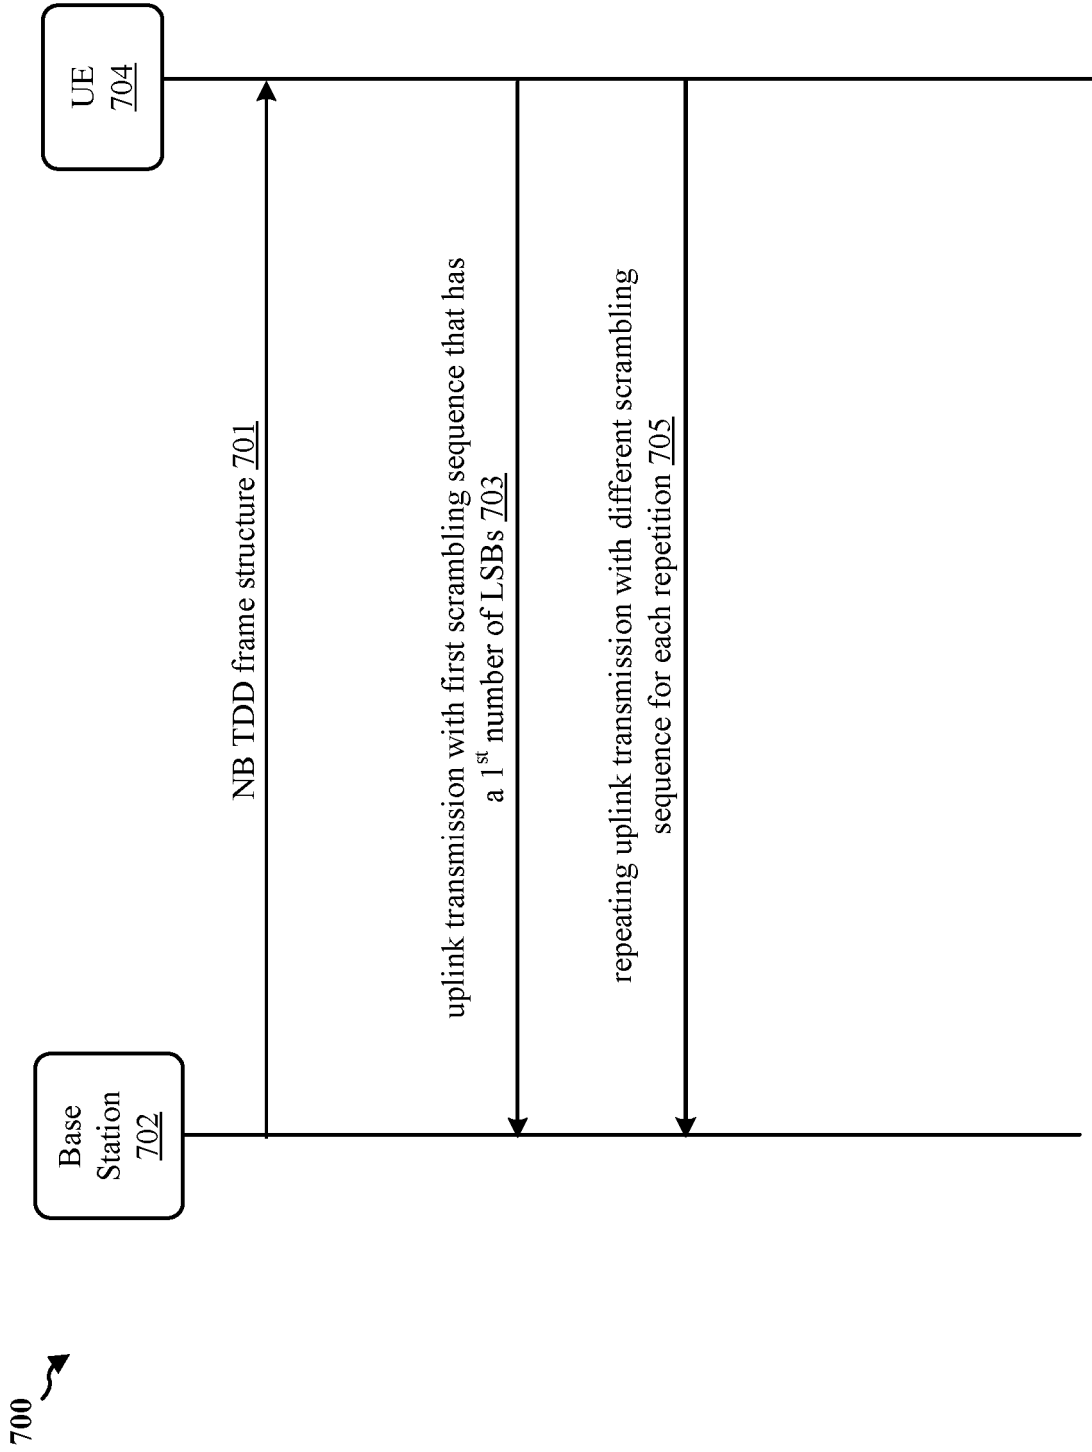 700
Base
Station
702
UE
704
NB TDD frame structure 701
uplink transmission with first scrambling sequence that has
a 1st number of LSBs 703
repeating uplink transmission with different scrambling
sequence for each repetition 705